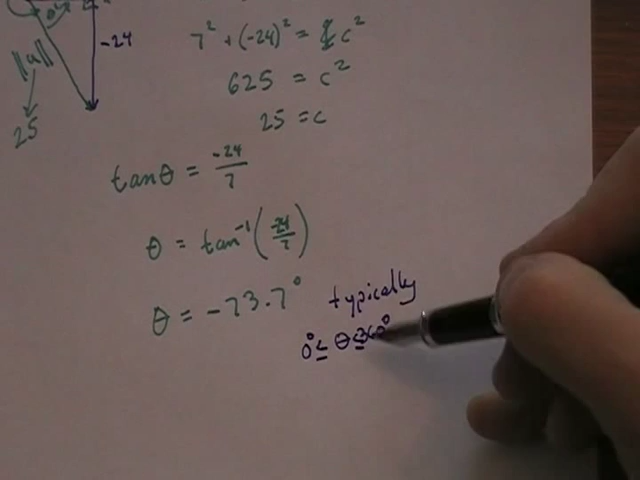 -24
||a||
25
7² + (-24)² = c²
625 = c²
25 = c
tanθ = -24/7
θ = tan⁻¹(-24/7)
θ = -73.7°
typically
0° ≤ θ ≤ 360°